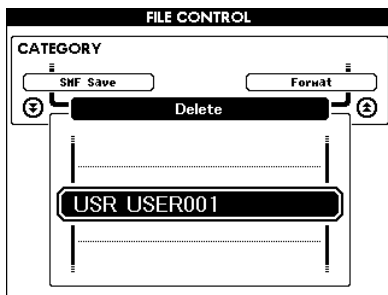 FILE CONTROL
CATEGORY
SMF Save
Format
Delete
USR USER001